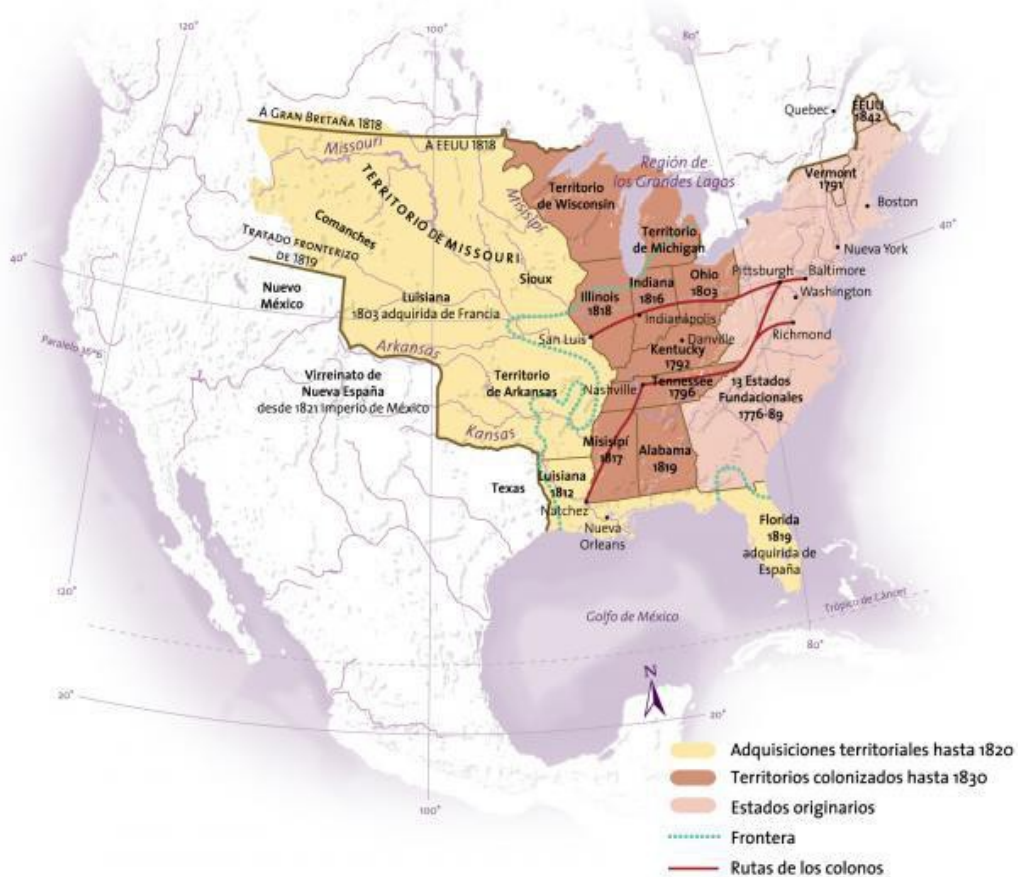 120°
100°
80°
Quebec
EEUU
1842
A GRAN BRETAÑA 1818
A EEUU 1818
Missouri
Misisipí
Región de
los Grandes Lagos
Vermont
1791
Boston
40°
Nueva York
Territorio
de Wisconsin
Territorio
de Michigan
TERRITORIO DE MISSOURI
Comanches
TRATADO FRONTERIZO
DE 1819
40°
Sioux
Pittsburgh
Baltimore
Washington
Ohio
1803
Indiana
1816
Illinois
1818
Nuevo
México
Luisiana
1803 adquirida de Francia
Indianápolis
San Luis
Danville
Richmond
Kentucky
1792
Paralelo 36°6
Arkansas
Virreinato de
Nueva España
desde 1821 Imperio de México
Territorio
de Arkansas
Nashville
Tennessee
1796
13 Estados
Fundacionales
1776-89
Kansas
Misisipí
1817
Alabama
1819
Texas
Luisiana
1812
Natchez
Nueva
Orleans
Florida
1819
adquirida de
España
120°
Golfo de México
Trópico de Cáncer
80°
N
20°
20°
100°
Adquisiciones territoriales hasta 1820
Territorios colonizados hasta 1830
Estados originarios
Frontera
Rutas de los colonos